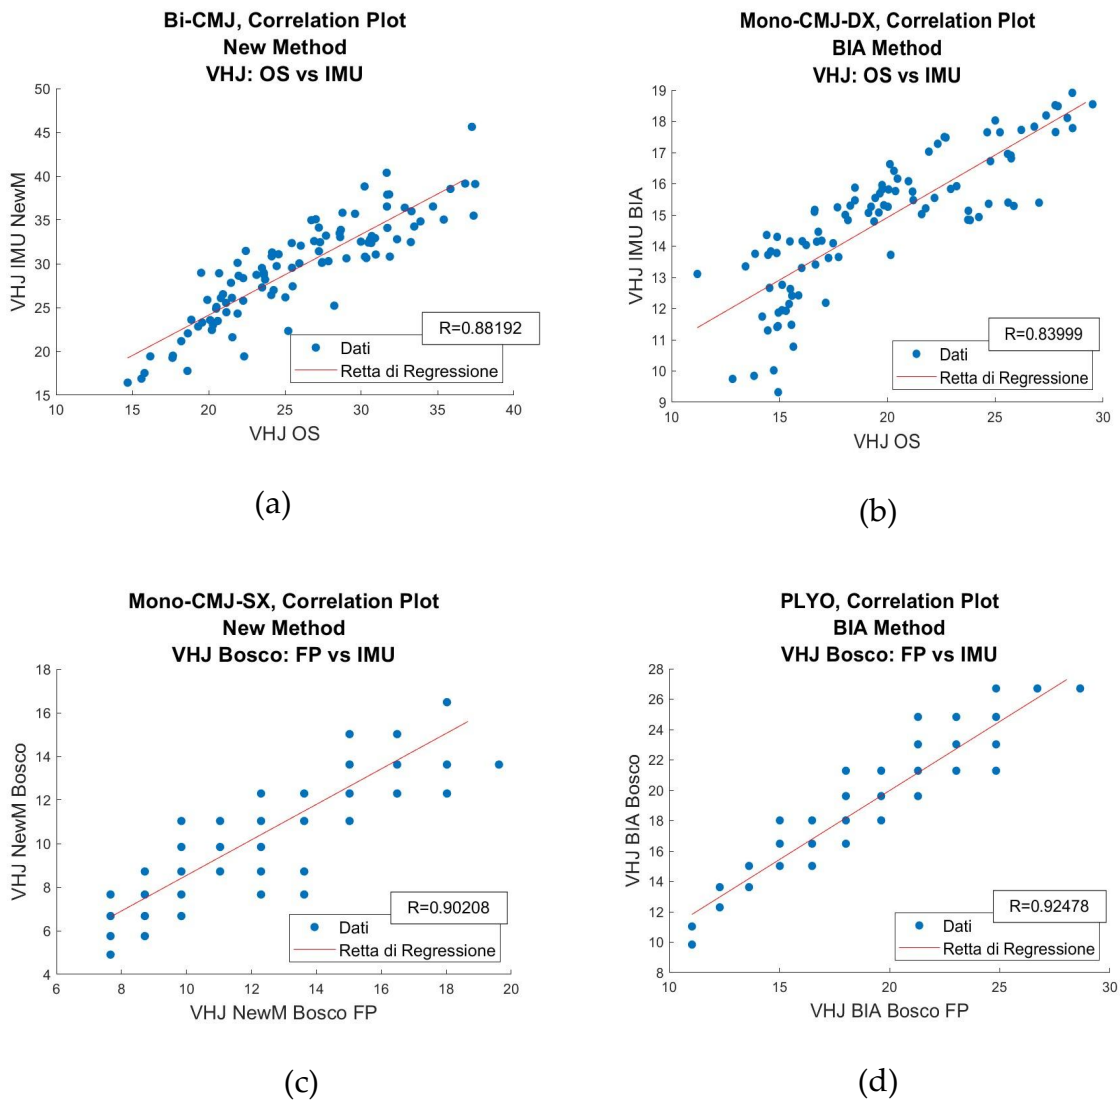 Bi-CMJ, Correlation Plot
New Method
VHJ: OS vs IMU
50
45
40
35
30
25
20
15
VHJ IMU NewM
R=0.88192
Dati
Retta di Regressione
10 15 20 25 30 35 40
VHJ OS
(a)
Mono-CMJ-DX, Correlation Plot
BIA Method
VHJ: OS vs IMU
19
18
17
16
15
14
13
12
11
10
9
VHJ IMU BIA
R=0.83999
Dati
Retta di Regressione
10 15 20 25 30
VHJ OS
(b)
Mono-CMJ-SX, Correlation Plot
New Method
VHJ Bosco: FP vs IMU
18
16
14
12
10
8
6
4
VHJ NewM Bosco
R=0.90208
Dati
Retta di Regressione
6 8 10 12 14 16 18 20
VHJ NewM Bosco FP
(c)
PLYO, Correlation Plot
BIA Method
VHJ Bosco: FP vs IMU
28
26
24
22
20
18
16
14
12
10
8
VHJ BIA Bosco
R=0.92478
Dati
Retta di Regressione
10 15 20 25 30
VHJ BIA Bosco FP
(d)